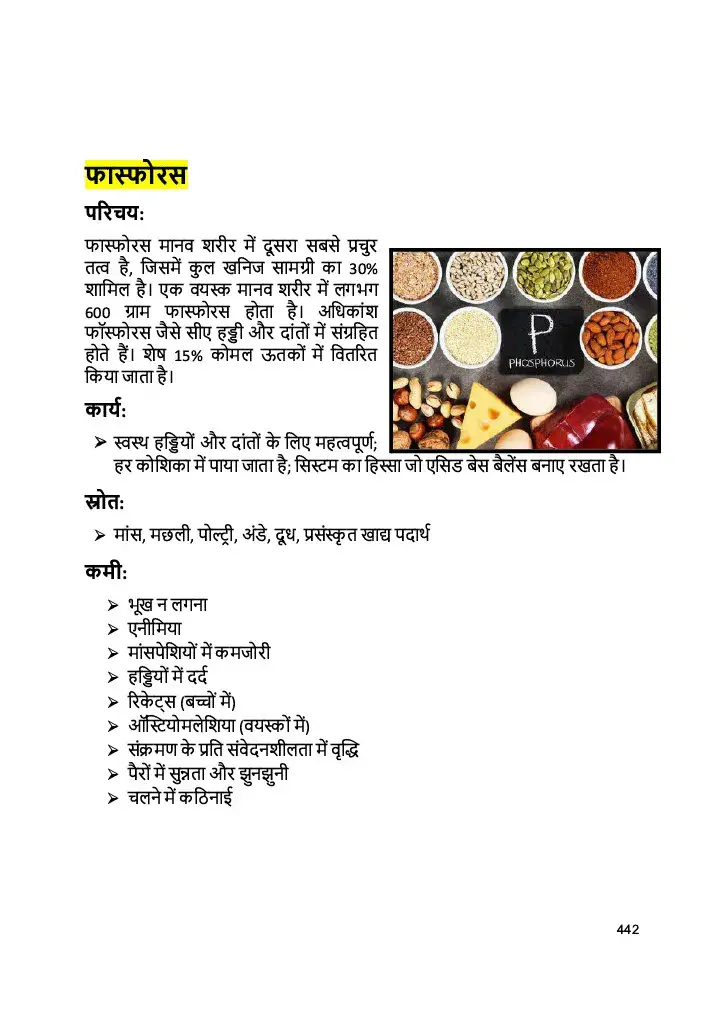 फास्फोरस
परिचय:
फास्फोरस मानव शरीर में दूसरा सबसे प्रचुर
तत्व है, जिसमें कुल खनिज सामग्री का 30%
शामिल है। एक वयस्क मानव शरीर में लगभग
600 ग्राम फास्फोरस होता है। अधिकांश
फॉस्फोरस जैसे सीए हड्डी और दांतों में संग्रहित
होते हैं। शेष 15% कोमल ऊतकों में वितरित
किया जाता है।
P
PHOSPHORUS
कार्य:
➢ स्वस्थ हड्डियों और दांतों के लिए महत्वपूर्ण;
हर कोशिका में पाया जाता है; सिस्टम का हिस्सा जो एसिड बेस बैलेंस बनाए रखता है।
स्रोत:
➢ मांस, मछली, पोल्ट्री, अंडे, दूध, प्रसंस्कृत खाद्य पदार्थ
कमी:
➢ भूख न लगना
➢ एनीमिया
➢ मांसपेशियों में कमजोरी
➢ हड्डियों में दर्द
➢ रिकेट्स (बच्चों में)
➢ ऑस्टियोमलेशिया (वयस्कों में)
➢ संक्रमण के प्रति संवेदनशीलता में वृद्धि
➢ पैरों में सुन्नता और झुनझुनी
➢ चलने में कठिनाई
442